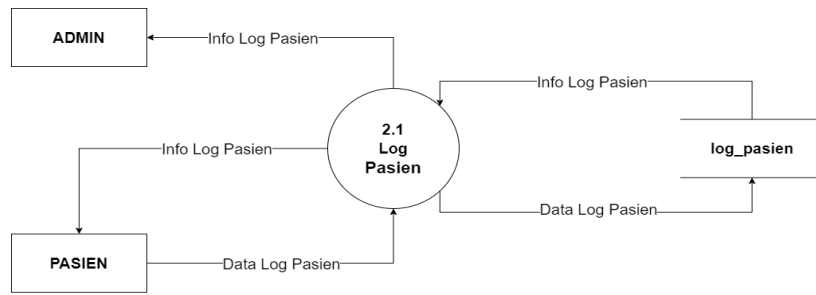 ADMIN
Info Log Pasien
Info Log Pasien
2.1
Log
Pasien
log_pasien
Info Log Pasien
Data Log Pasien
PASIEN
Data Log Pasien